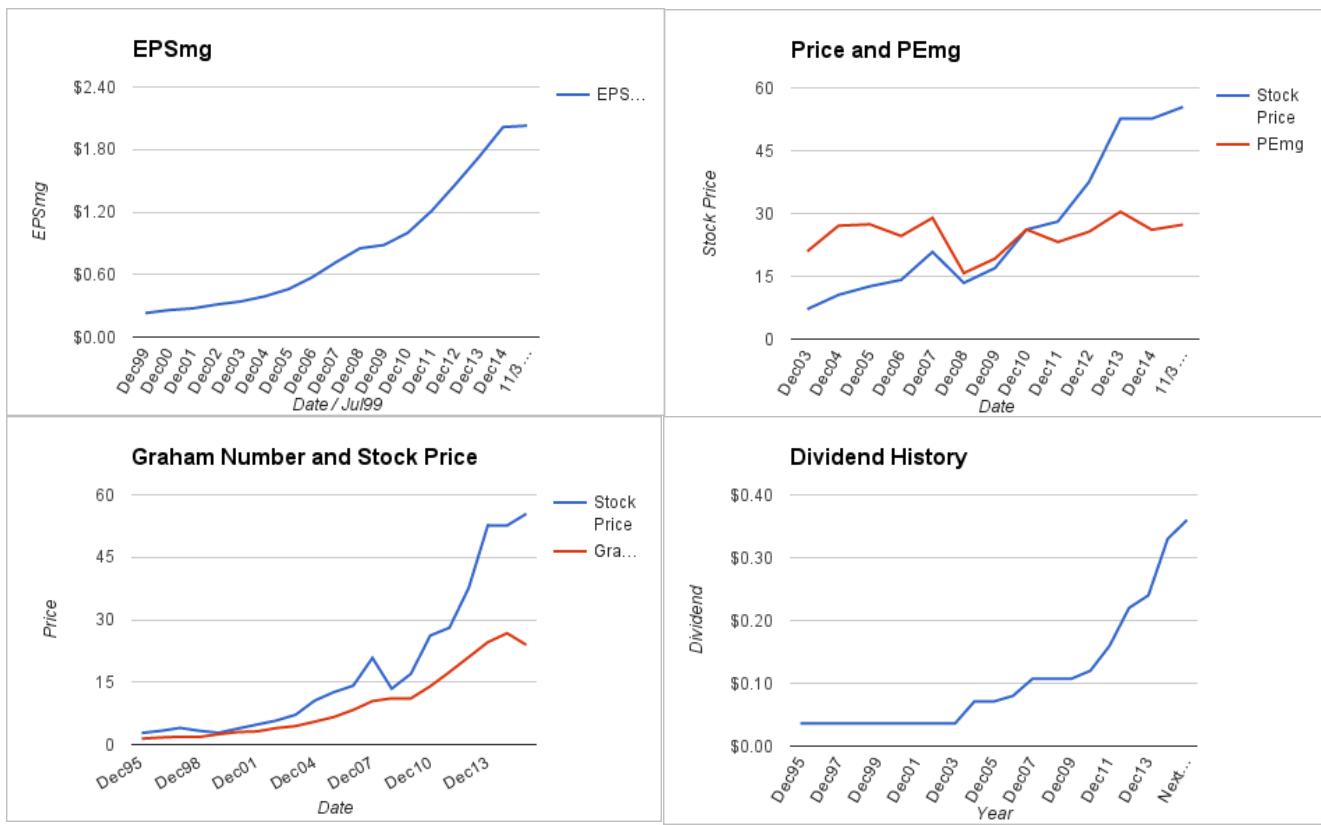 EPSmg
$2.40
$1.80
$1.20
$0.60
$0.00
EPSmg
EPS...
Dec99
Dec00
Dec01
Dec02
Dec03
Dec04
Dec05
Dec06
Dec07
Dec08
Dec09
Dec10
Dec11
Dec12
Dec13
Dec14
11/3...
Date / Jul99
Price and PEmg
60
45
30
15
0
Stock Price
Stock
Price
PEmg
Dec03
Dec04
Dec05
Dec06
Dec07
Dec08
Dec09
Dec10
Dec11
Dec12
Dec13
Dec14
11/3...
Date
Graham Number and Stock Price
60
45
30
15
0
Price
Stock
Price
Gra...
Dec95
Dec98
Dec01
Dec04
Dec07
Dec10
Dec13
Date
Dividend History
$0.40
$0.30
$0.20
$0.10
$0.00
Dividend
Dec95
Dec97
Dec99
Dec01
Dec03
Dec05
Dec07
Dec09
Dec11
Dec13
Next...
Year